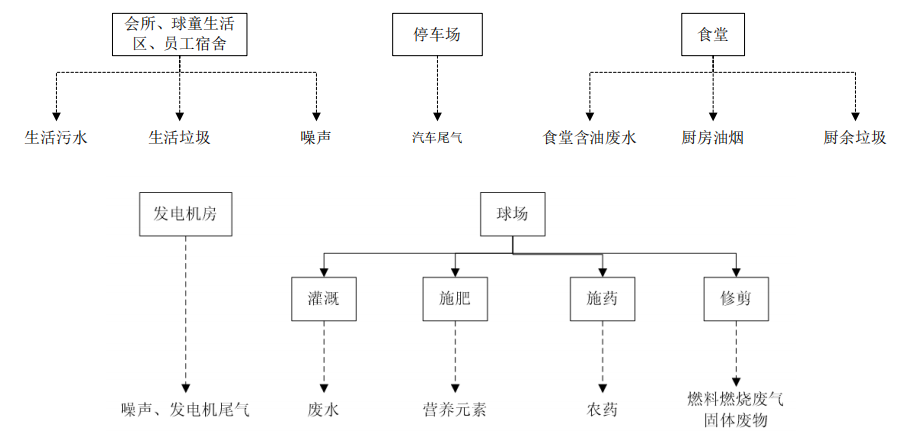 会所、球童生活
区、员工宿舍
停车场
食堂
生活污水
生活垃圾
噪声
汽车尾气
食堂含油废水
厨房油烟
厨余垃圾
发电机房
球场
灌溉
施肥
施药
修剪
噪声、发电机尾气
废水
营养元素
农药
燃料燃烧废气
固体废物